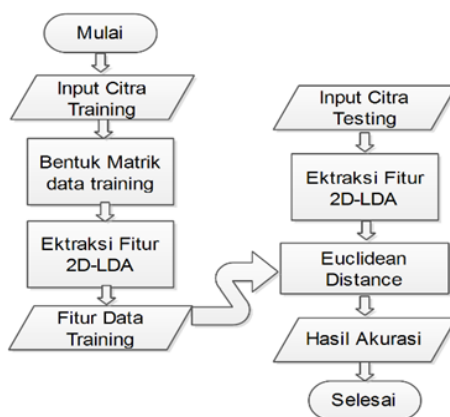 Mulai
Input Citra
Training
Bentuk Matrik
data training
Ektraksi Fitur
2D-LDA
Fitur Data
Training
Input Citra
Testing
Ektraksi Fitur
2D-LDA
Euclidean
Distance
Hasil Akurasi
Selesai